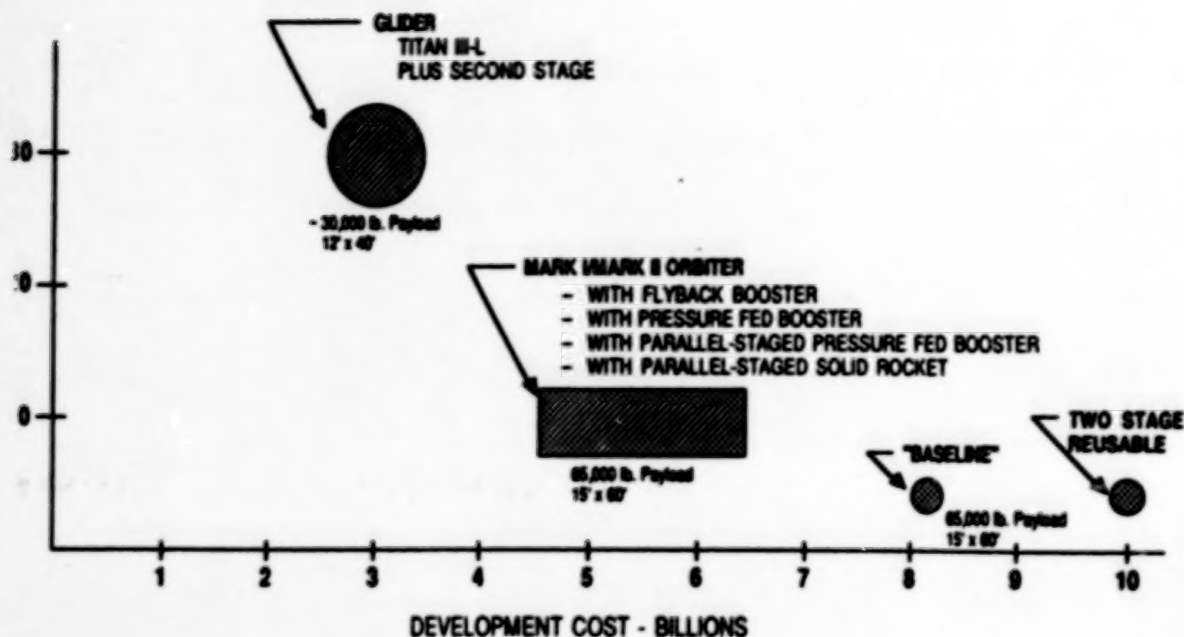 GLIDER
TITAN III-L
PLUS SECOND STAGE
30
~ 30,000 lb. Payload
12' x 40'
MARK I/MARK II ORBITER
0
- WITH FLYBACK BOOSTER
- WITH PRESSURE FED BOOSTER
- WITH PARALLEL-STAGED PRESSURE FED BOOSTER
- WITH PARALLEL-STAGED SOLID ROCKET
0
65,000 lb. Payload
15' x 60'
"BASELINE"
65,000 lb. Payload
15' x 60'
TWO STAGE
REUSABLE
1 2 3 4 5 6 7 8 9 10
DEVELOPMENT COST - BILLIONS